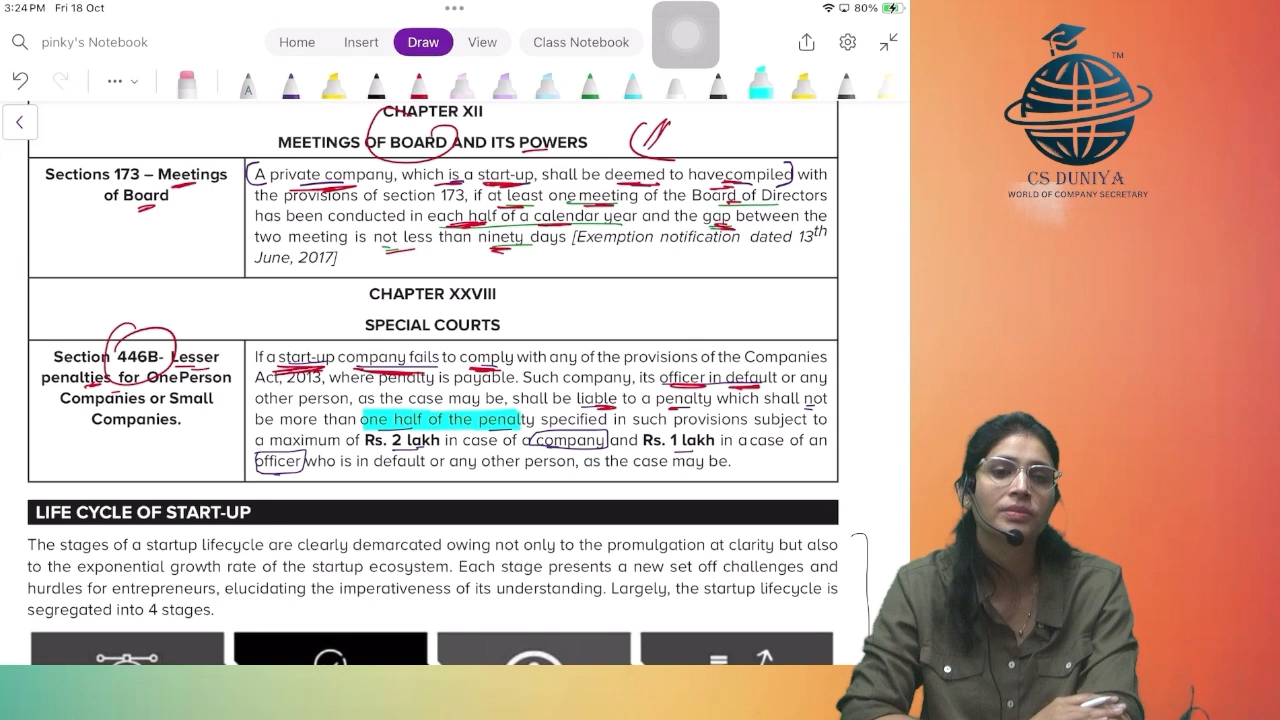 3:24 PM Fri 18 Oct
80%
pinky's Notebook
Home Insert Draw View Class Notebook
A
CHAPTER XII
MEETINGS OF BOARD AND ITS POWERS
Sections 173 – Meetings
of Board
A private company, which is a start-up, shall be deemed to havecompiled with
the provisions of section 173, if at least one meeting of the Board of Directors
has been conducted in each half of a calendar year and the gap between the
two meeting is not less than ninety days [Exemption notification dated 13th
June, 2017]
CHAPTER XXVIII
SPECIAL COURTS
Section 446B- Lesser
penalties for OnePerson
Companies or Small
Companies.
If a start-up company fails to comply with any of the provisions of the Companies
Act, 2013, where penalty is payable. Such company, its officer in default or any
other person, as the case may be, shall be liable to a penalty which shall not
be more than one half of the penalty specified in such provisions subject to
a maximum of Rs. 2 lakh in case of a company and Rs. 1 lakh in a case of an
officer who is in default or any other person, as the case may be.
LIFE CYCLE OF START-UP
The stages of a startup lifecycle are clearly demarcated owing not only to the promulgation at clarity but also
to the exponential growth rate of the startup ecosystem. Each stage presents a new set off challenges and
hurdles for entrepreneurs, elucidating the imperativeness of its understanding. Largely, the startup lifecycle is
segregated into 4 stages.
TM
CS DUNIYA
WORLD OF COMPANY SECRETARY